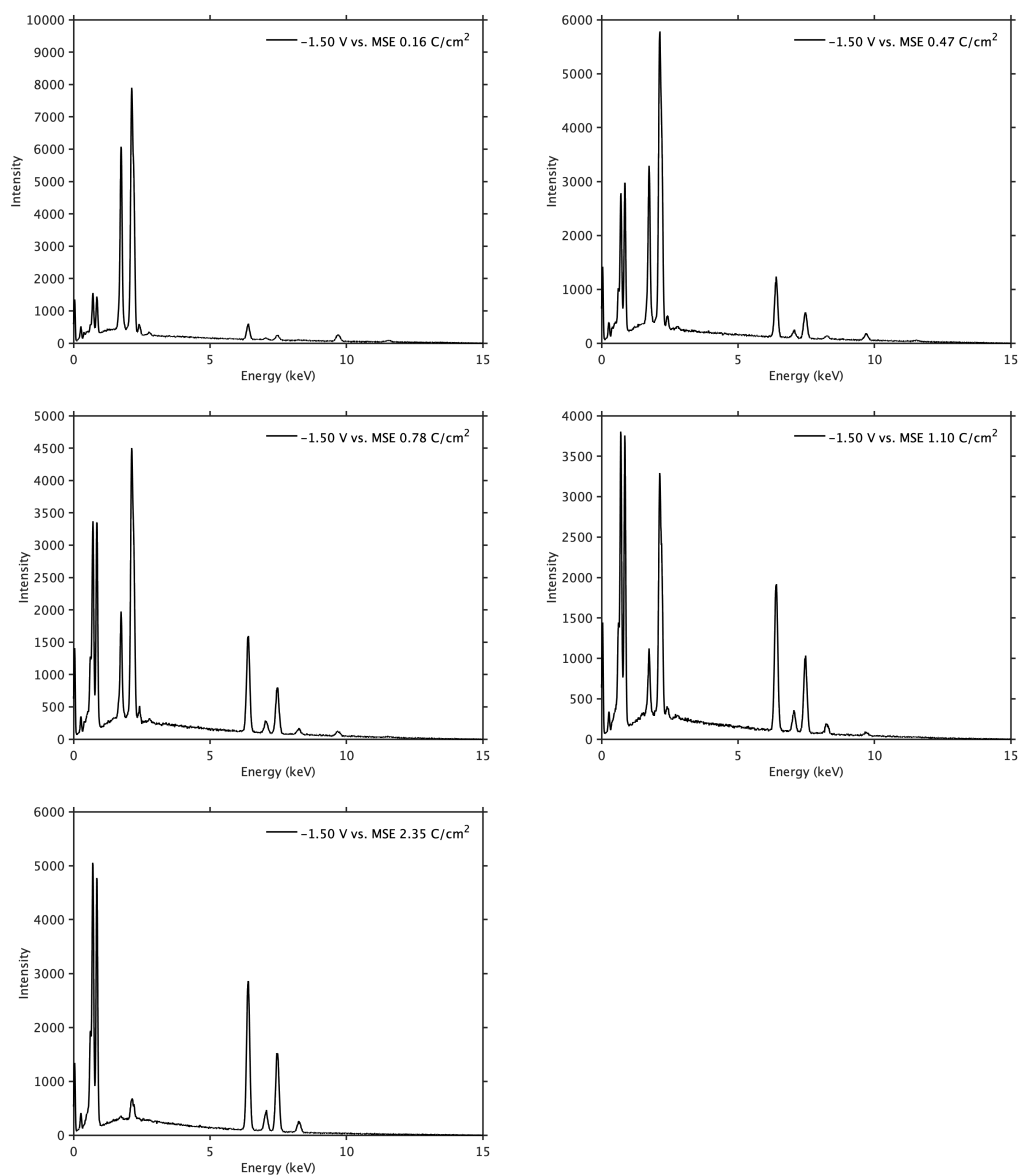 10000
9000
8000
7000
6000
5000
4000
3000
2000
1000
0
Intensity
–1.50 V vs. MSE 0.16 C/cm²
0 5 10 15
Energy (keV)
6000
5000
4000
3000
2000
1000
0
Intensity
–1.50 V vs. MSE 0.47 C/cm²
0 5 10 15
Energy (keV)
5000
4500
4000
3500
3000
2500
2000
1500
1000
500
0
Intensity
–1.50 V vs. MSE 0.78 C/cm²
0 5 10 15
Energy (keV)
4000
3500
3000
2500
2000
1500
1000
500
0
Intensity
–1.50 V vs. MSE 1.10 C/cm²
0 5 10 15
Energy (keV)
6000
5000
4000
3000
2000
1000
0
Intensity
–1.50 V vs. MSE 2.35 C/cm²
0 5 10 15
Energy (keV)